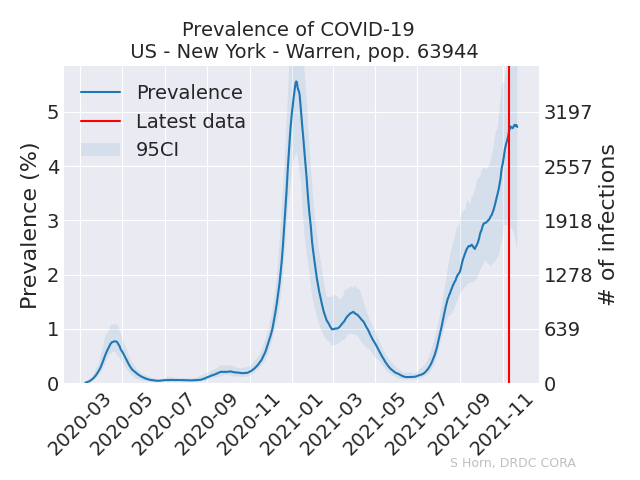 Prevalence of COVID-19
US - New York - Warren, pop. 63944
Prevalence
Latest data
95CI
Prevalence (%)
5
4
3
2
1
0
3197
2557
1918
1278
639
0
# of infections
2020-03
2020-05
2020-07
2020-09
2020-11
2021-01
2021-03
2021-05
2021-07
2021-09
2021-11
S Horn, DRDC CORA